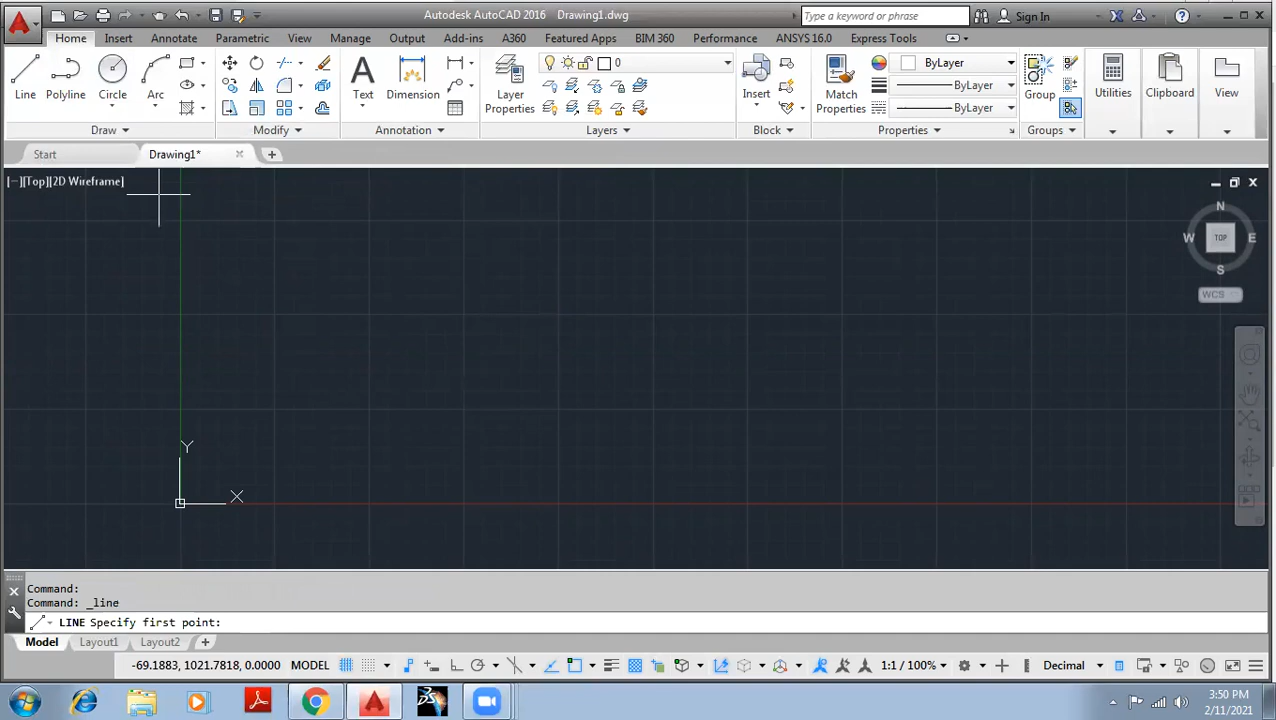 Autodesk AutoCAD 2016 Drawing1.dwg
Type a keyword or phrase
Sign In
Home Insert Annotate Parametric View Manage Output Add-ins A360 Featured Apps BIM 360 Performance ANSYS 16.0 Express Tools
0
ByLayer
ByLayer
ByLayer
Line Polyline Circle Arc Text Dimension Layer Properties Insert Match Properties Group Utilities Clipboard View
Draw Modify Annotation Layers Block Properties Groups
Start Drawing1*
[−][Top][2D Wireframe]
N
W TOP E
S
WCS
Y
X
Command:
Command: _line
LINE Specify first point:
Model Layout1 Layout2
-69.1883, 1021.7818, 0.0000 MODEL 1:1 / 100% Decimal
3:50 PM
2/11/2021